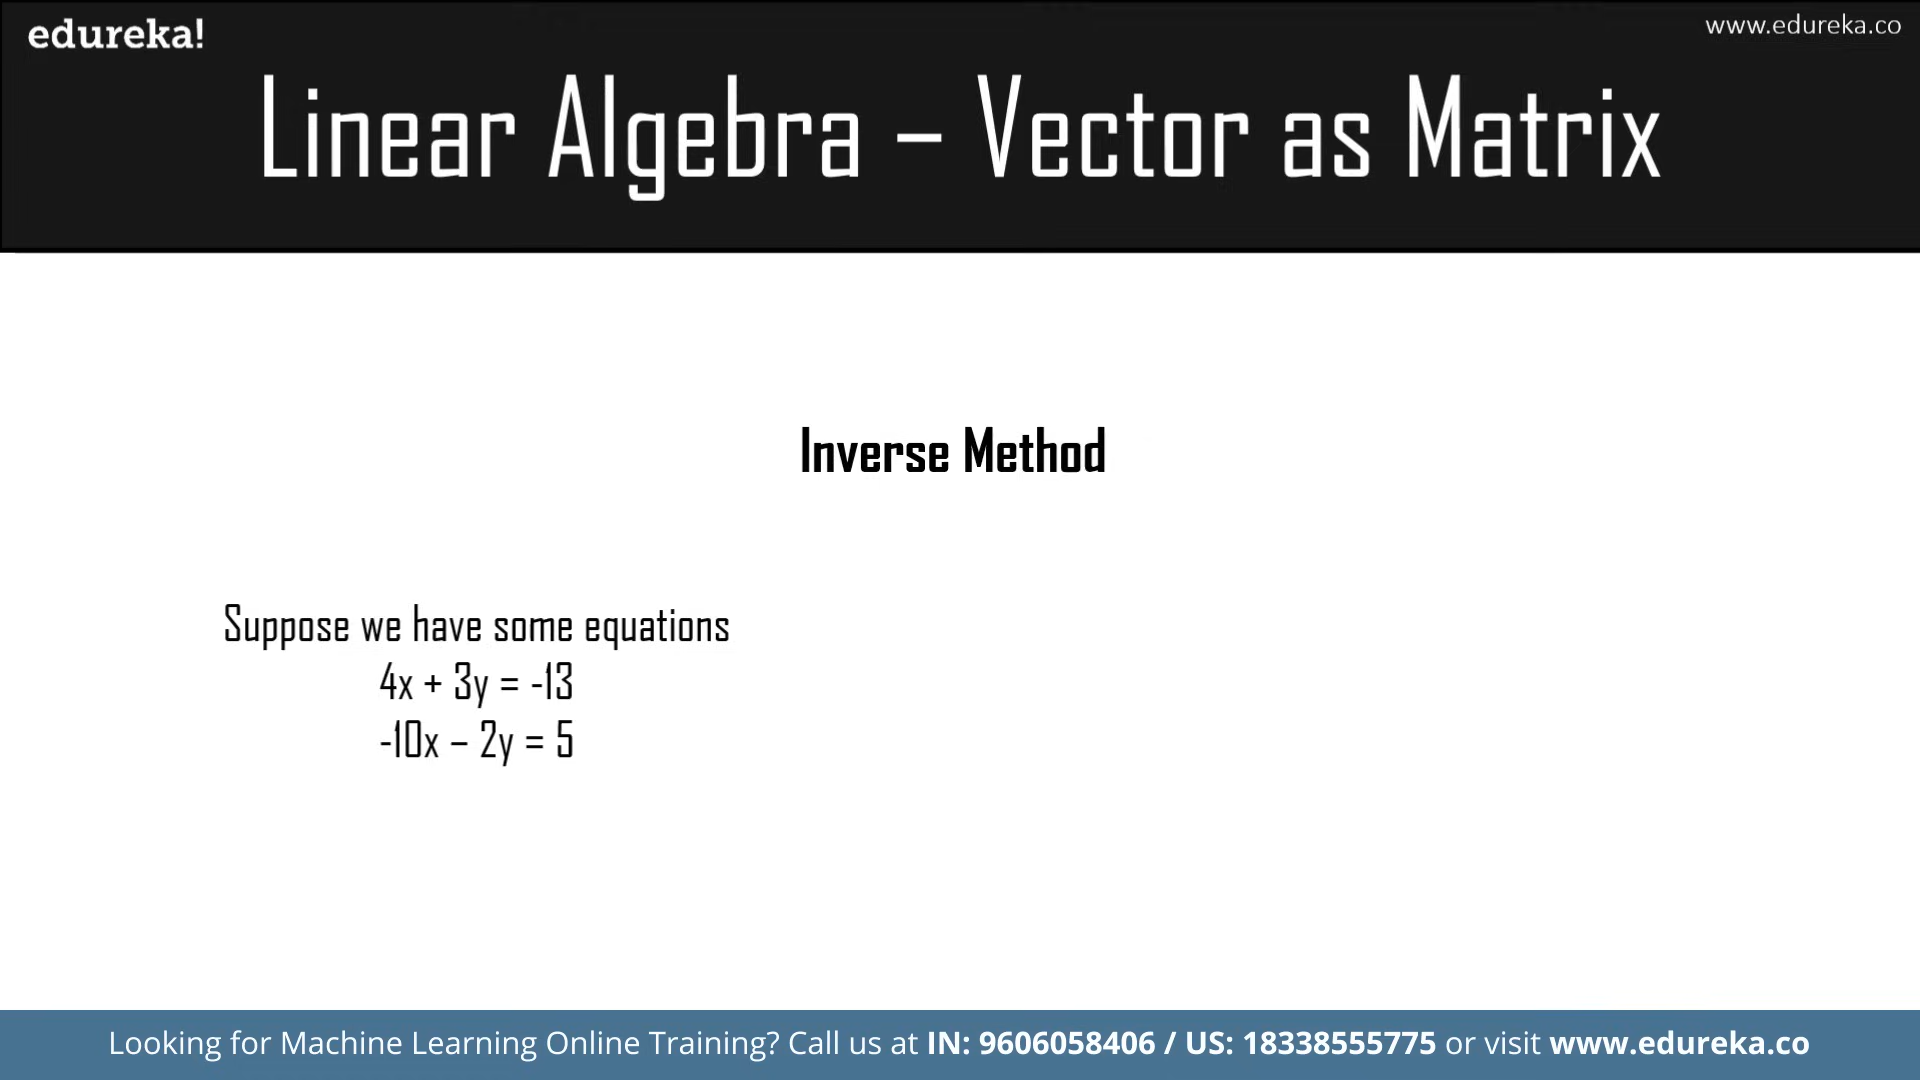 edureka!
www.edureka.co
Linear Algebra – Vector as Matrix
Inverse Method
Suppose we have some equations
4x + 3y = -13
-10x – 2y = 5
Looking for Machine Learning Online Training? Call us at IN: 9606058406 / US: 18338555775 or visit www.edureka.co